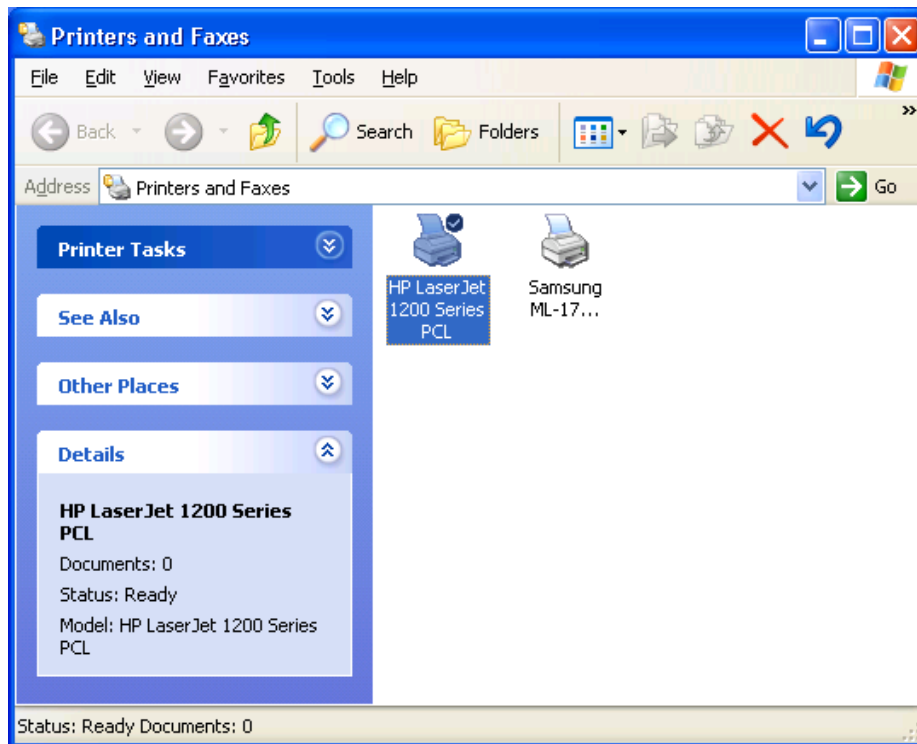 Printers and Faxes
File Edit View Favorites Tools Help
Back Search Folders »
Address Printers and Faxes Go
Printer Tasks
See Also
Other Places
Details
HP LaserJet 1200 Series
PCL
Documents: 0
Status: Ready
Model: HP LaserJet 1200 Series
PCL
HP LaserJet
1200 Series
PCL
Samsung
ML-17...
Status: Ready Documents: 0